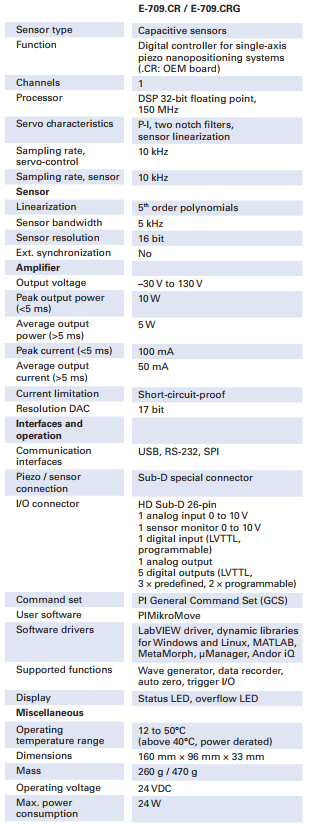 E-709.CR / E-709.CRG
Sensor type Capacitive sensors
Function Digital controller for single-axis
piezo nanopositioning systems
(.CR: OEM board)
Channels 1
Processor DSP 32-bit floating point,
150 MHz
Servo characteristics P-I, two notch filters,
sensor linearization
Sampling rate, 10 kHz
servo-control
Sampling rate, sensor 10 kHz
Sensor
Linearization 5th order polynomials
Sensor bandwidth 5 kHz
Sensor resolution 16 bit
Ext. synchronization No
Amplifier
Output voltage –30 V to 130 V
Peak output power 10 W
(<5 ms)
Average output 5 W
power (>5 ms)
Peak current (<5 ms) 100 mA
Average output 50 mA
current (>5 ms)
Current limitation Short-circuit-proof
Resolution DAC 17 bit
Interfaces and
operation
Communication USB, RS-232, SPI
interfaces
Piezo / sensor Sub-D special connector
connection
I/O connector HD Sub-D 26-pin
1 analog input 0 to 10 V
1 sensor monitor 0 to 10 V
1 digital input (LVTTL,
programmable)
1 analog output
5 digital outputs (LVTTL,
3 × predefined, 2 × programmable)
Command set PI General Command Set (GCS)
User software PIMikroMove
Software drivers LabVIEW driver, dynamic libraries
for Windows and Linux, MATLAB,
MetaMorph, µManager, Andor iQ
Supported functions Wave generator, data recorder,
auto zero, trigger I/O
Display Status LED, overflow LED
Miscellaneous
Operating 12 to 50°C
temperature range (above 40°C, power derated)
Dimensions 160 mm × 96 mm × 33 mm
Mass 260 g / 470 g
Operating voltage 24 VDC
Max. power 24 W
consumption